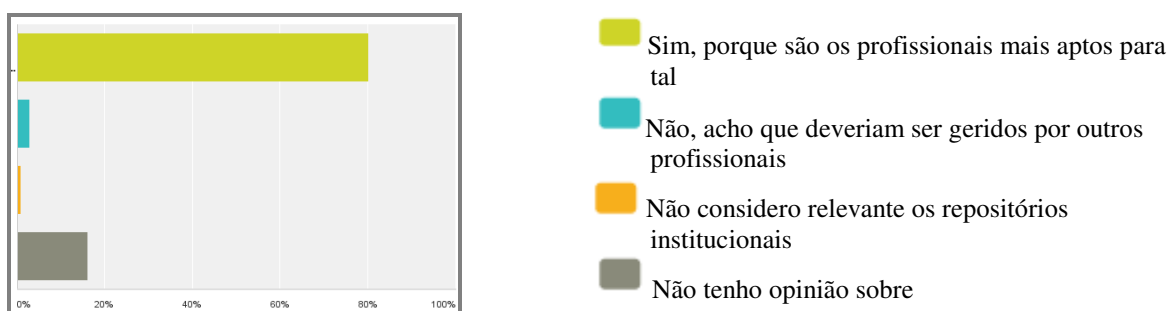 Sim, porque são os profissionais mais aptos para
tal
Não, acho que deveriam ser geridos por outros
profissionais
Não considero relevante os repositórios
institucionais
Não tenho opinião sobre
0% 20% 40% 60% 80% 100%